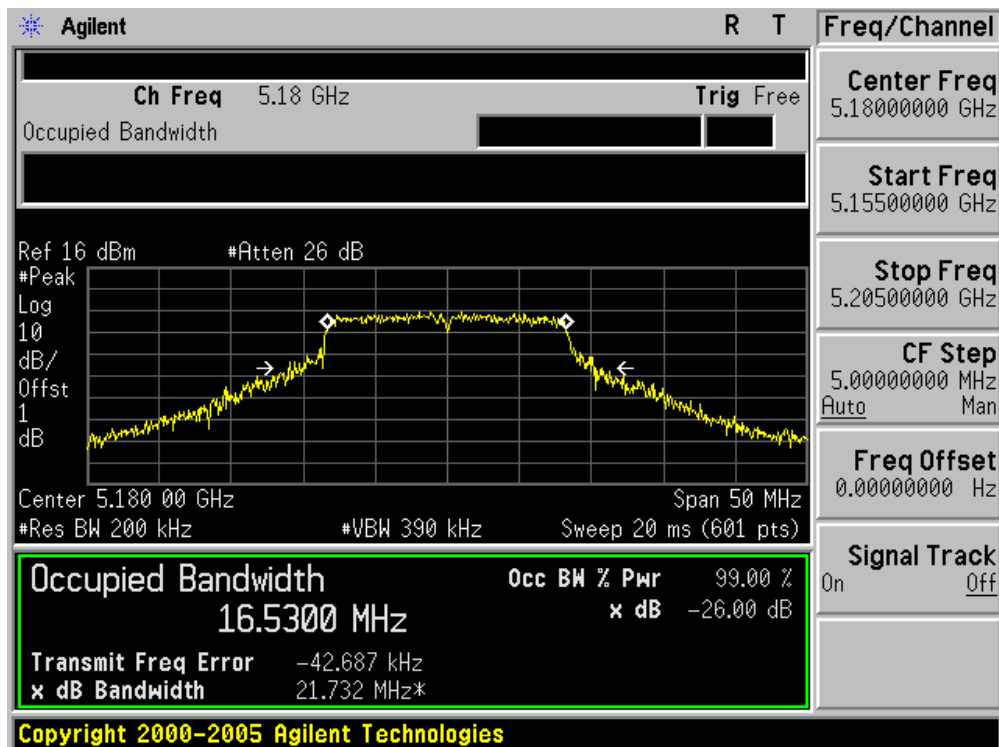 Agilent R T
Freq/Channel
Ch Freq 5.18 GHz Trig Free
Occupied Bandwidth
Center Freq
5.18000000 GHz
Start Freq
5.15500000 GHz
Stop Freq
5.20500000 GHz
CF Step
5.00000000 MHz
Auto Man
Freq Offset
0.00000000 Hz
Signal Track
On Off
Ref 16 dBm #Atten 26 dB
#Peak
Log
10
dB/
Offst
1
dB
Center 5.180 00 GHz Span 50 MHz
#Res BW 200 kHz #VBW 390 kHz Sweep 20 ms (601 pts)
Occupied Bandwidth
16.5300 MHz
Occ BW % Pwr 99.00 %
x dB -26.00 dB
Transmit Freq Error -42.687 kHz
x dB Bandwidth 21.732 MHz*
Copyright 2000-2005 Agilent Technologies